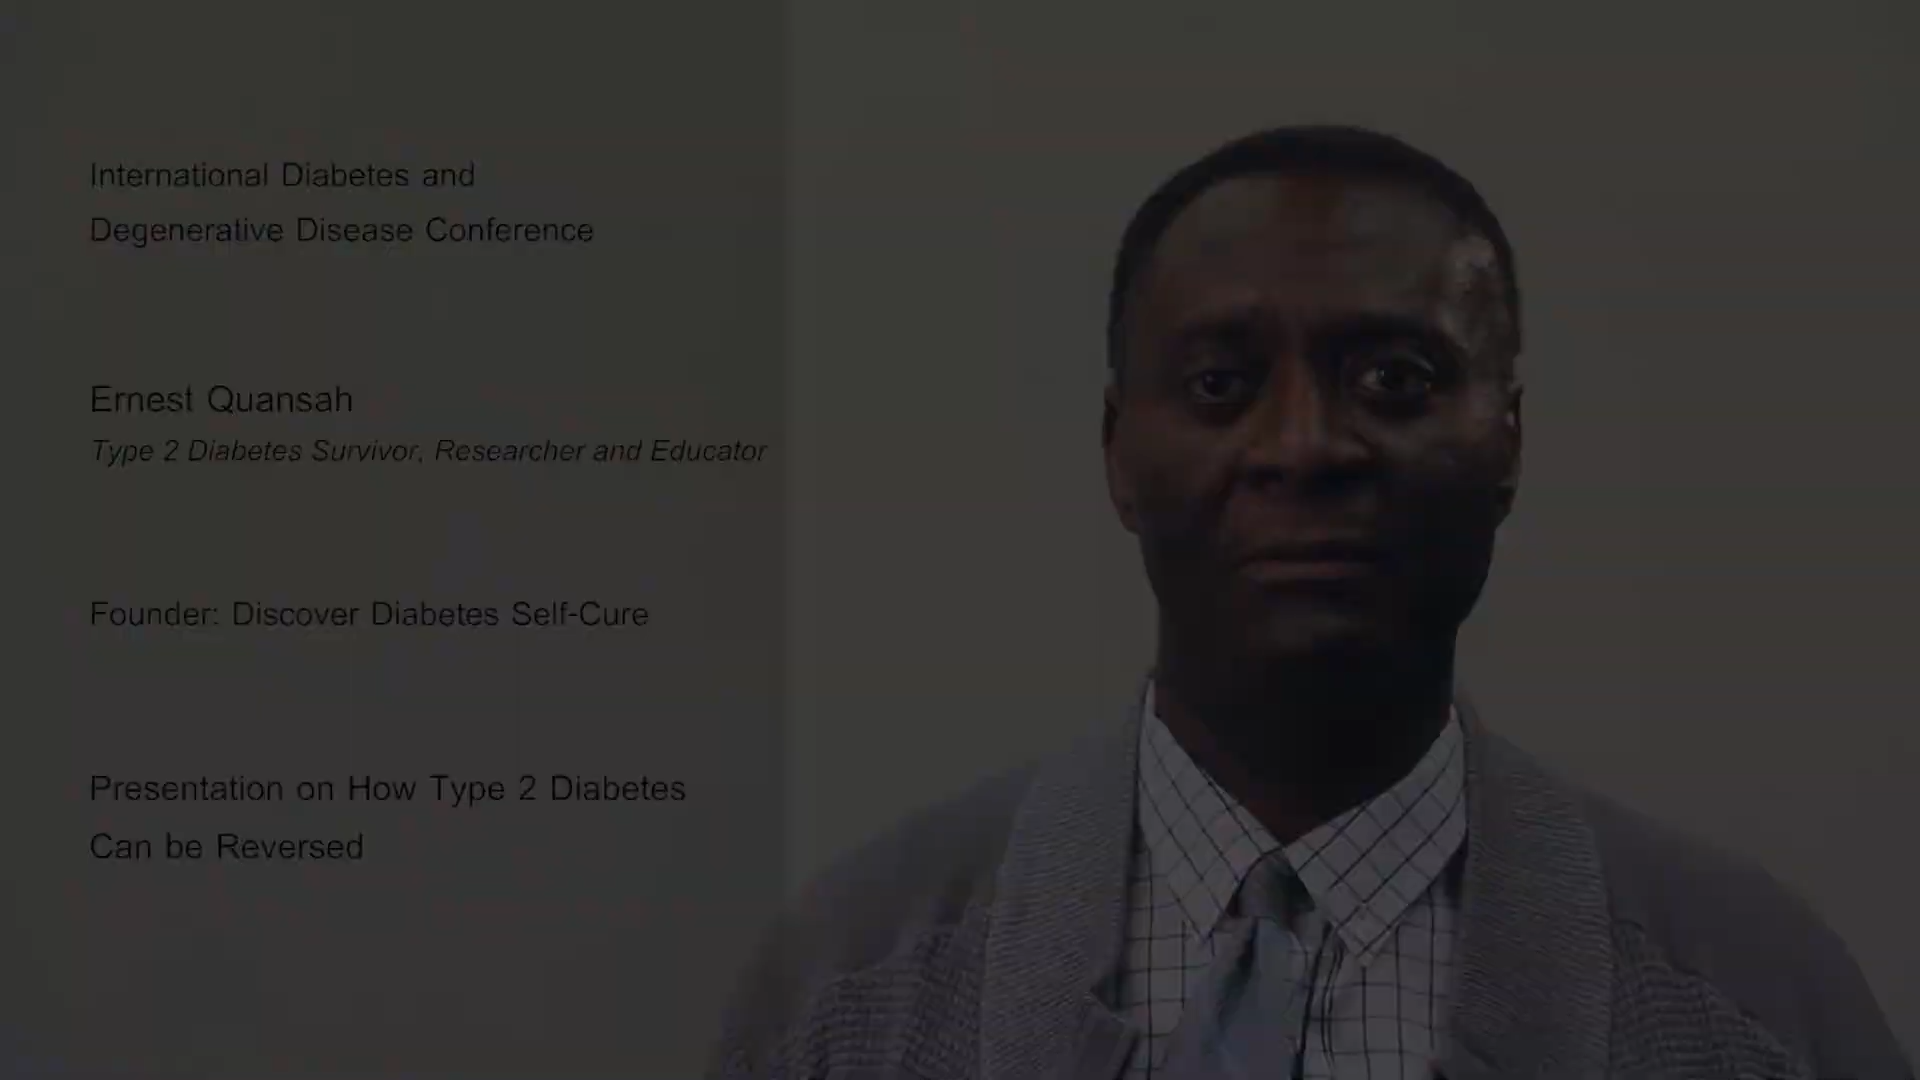 International Diabetes and
Degenerative Disease Conference
Ernest Quansah
Type 2 Diabetes Survivor, Researcher and Educator
Founder: Discover Diabetes Self-Cure
Presentation on How Type 2 Diabetes
Can be Reversed